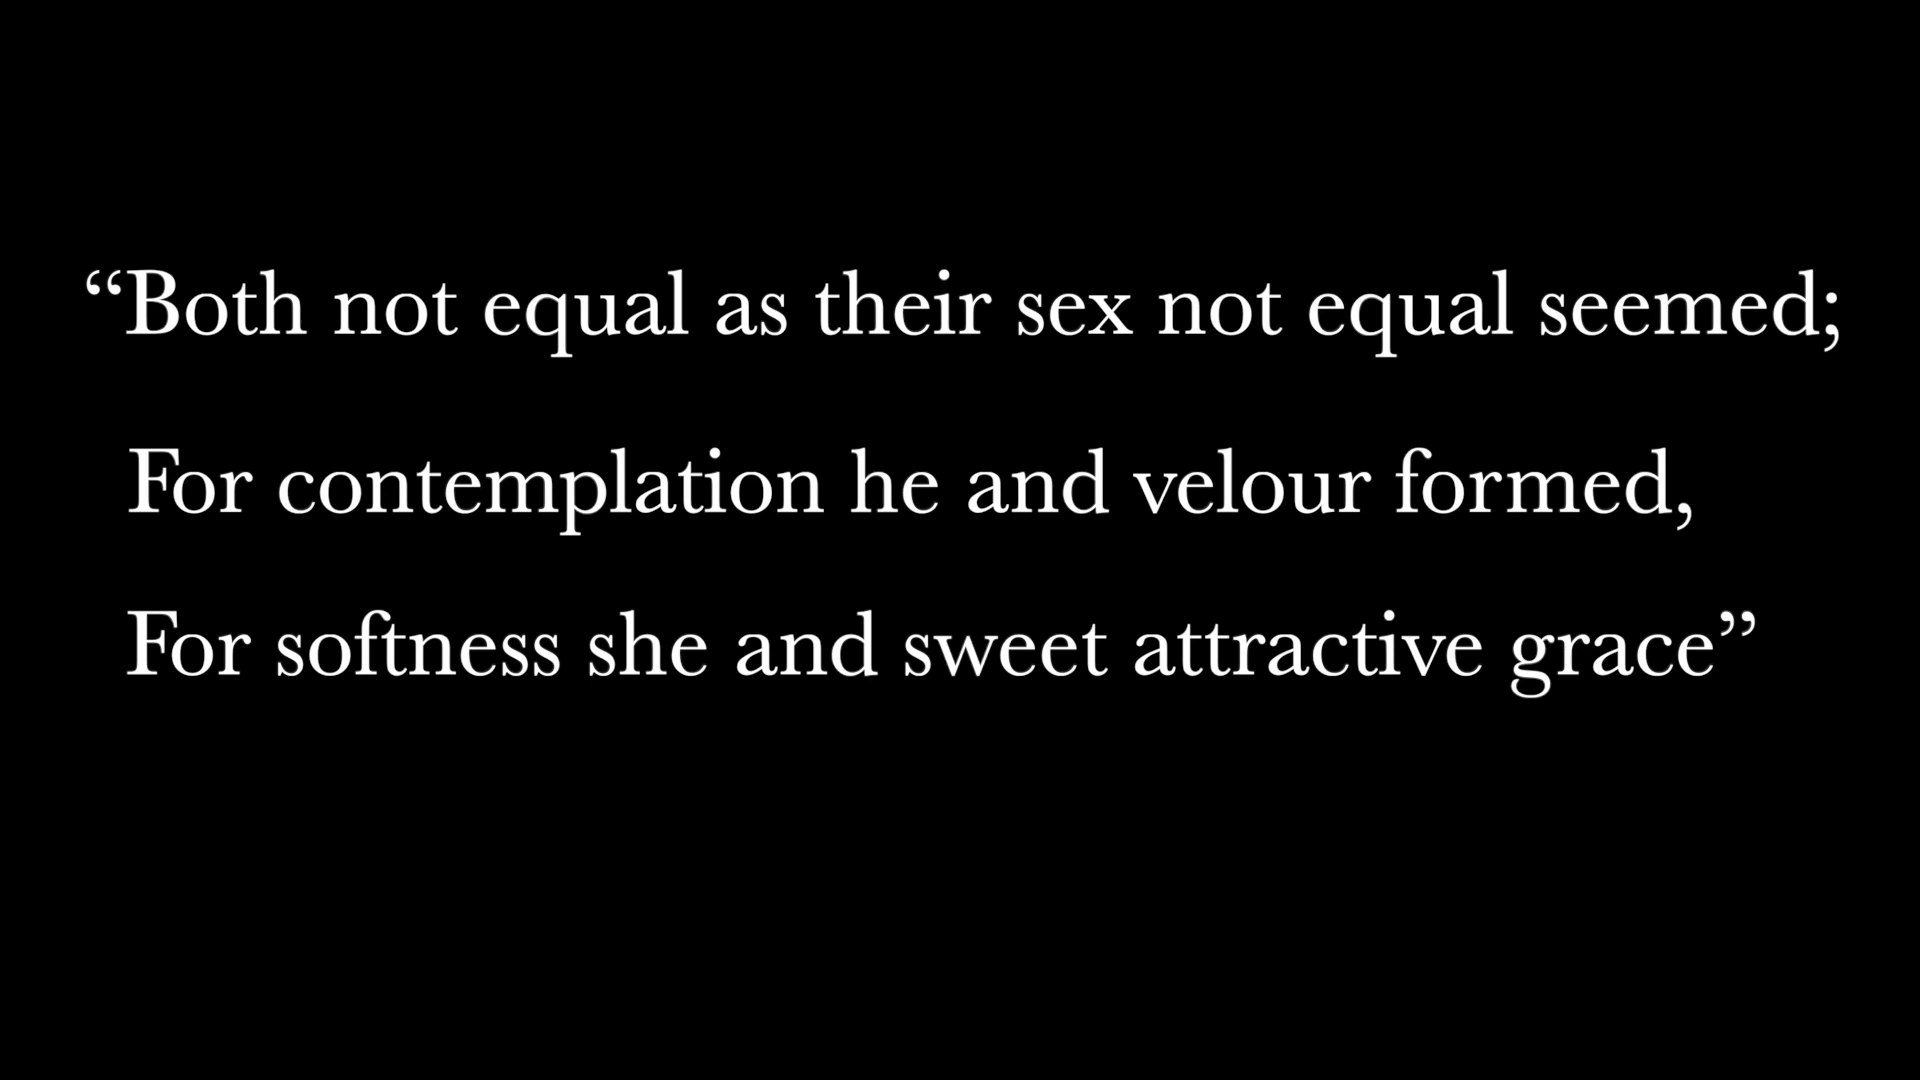 “Both not equal as their sex not equal seemed;
For contemplation he and velour formed,
For softness she and sweet attractive grace”